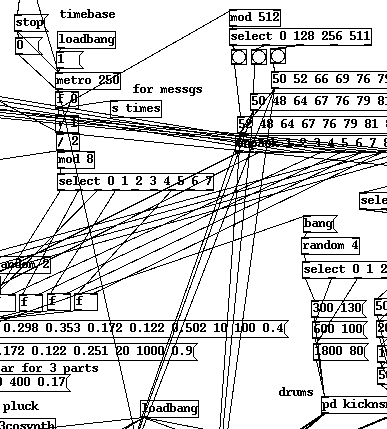 stop
timebase
0
loadbang
1
metro 250
for messgs
f 0
s times
/ 2
mod 8
select 0 1 2 3 4 5 6 7
mod 512
select 0 128 256 511
50 52 66 69 76 79
50 48 64 67 76 79 8
48 64 67 76 79 81 8
sele
bang
random 4
select 0 1 2
f
f
f
300 130
600 100
1800 80
0.298 0.353 0.172 0.122 0.502 10 100 0.4
.172 0.122 0.251 20 1000 0.9
ar for 3 parts
0 400 0.17
pluck
loadbang
drums
pd kickns